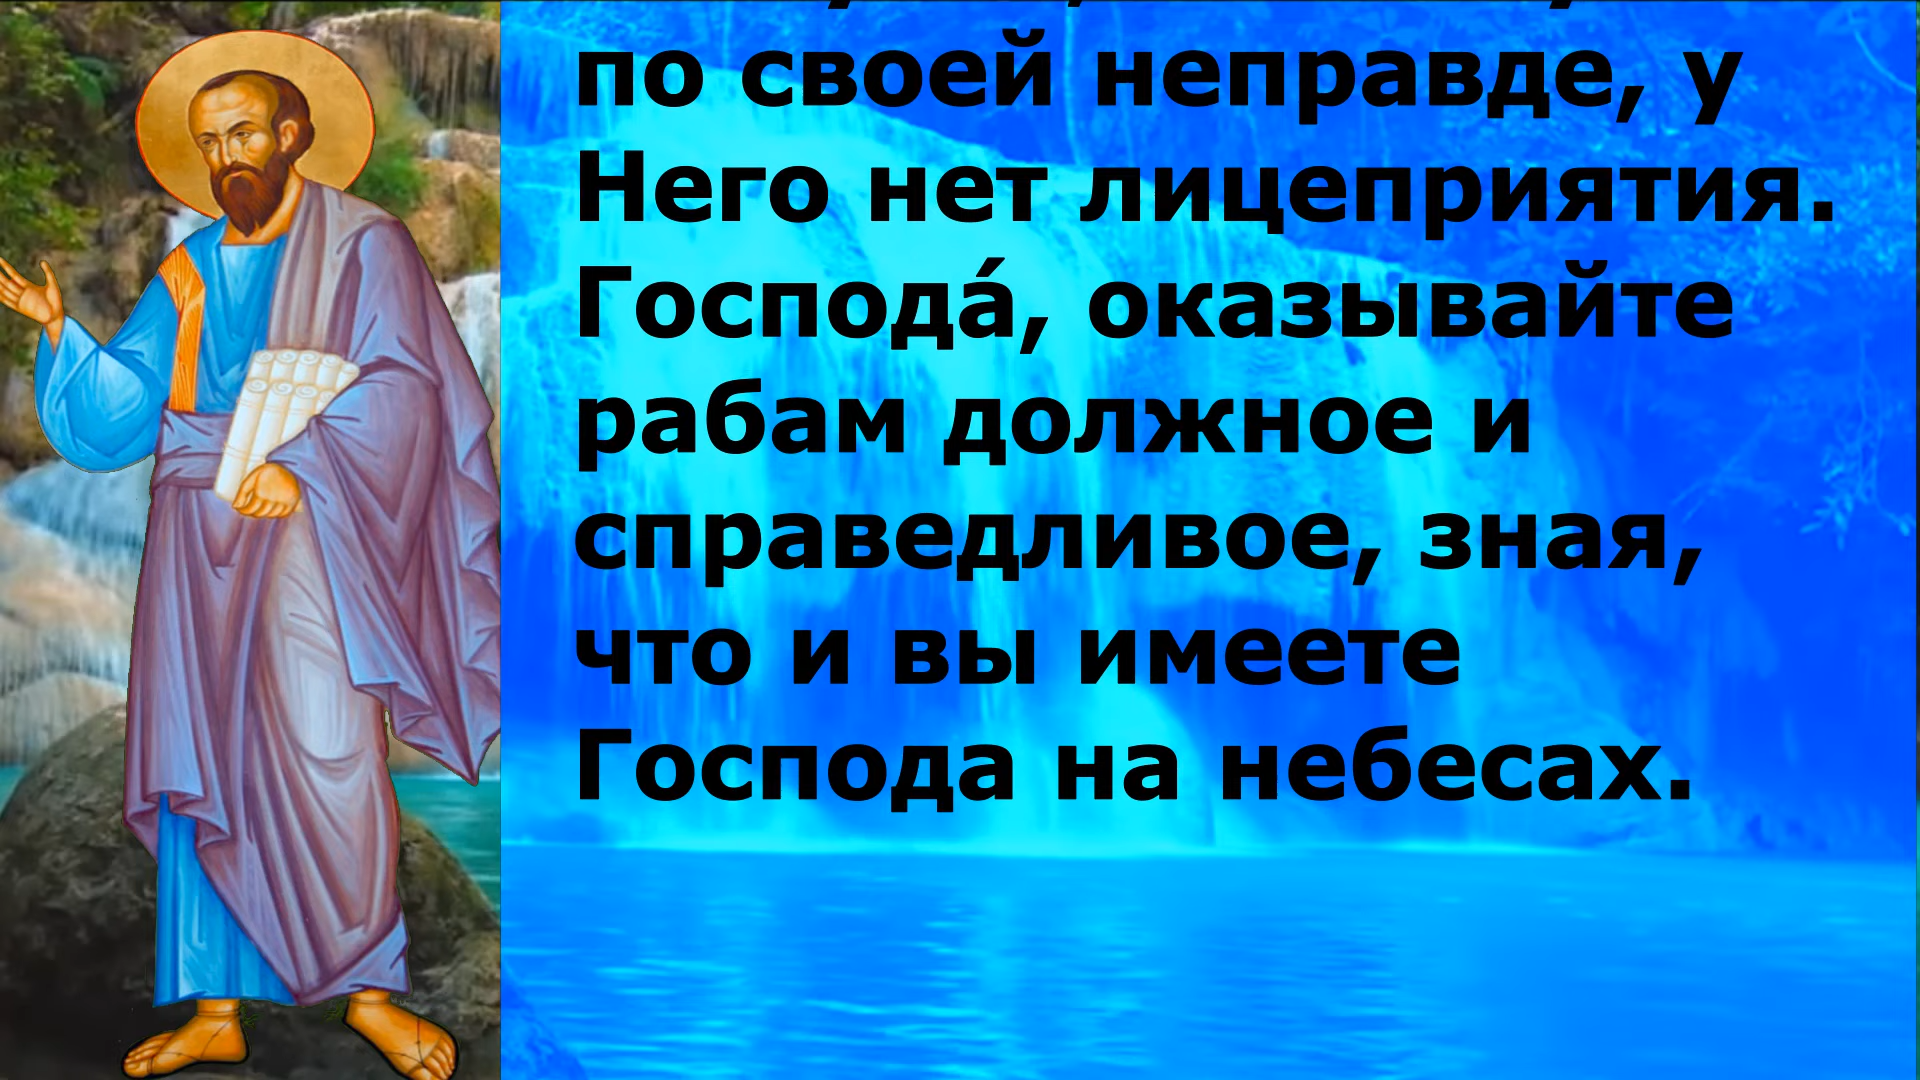 по своей неправде, у
Него нет лицеприятия.
Господа́, оказывайте
рабам должное и
справедливое, зная,
что и вы имеете
Господа на небесах.